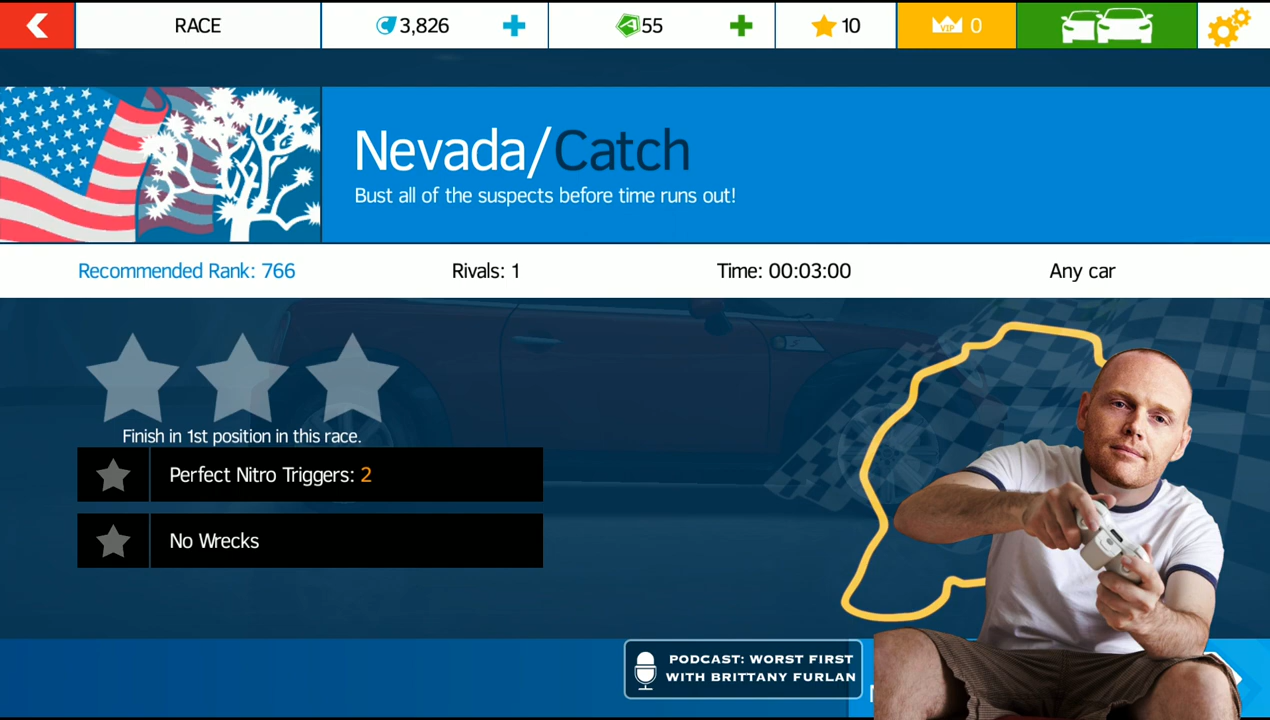 RACE
3,826
55
10
VIP
0
Nevada/Catch
Bust all of the suspects before time runs out!
Recommended Rank: 766
Rivals: 1
Time: 00:03:00
Any car
Finish in 1st position in this race.
Perfect Nitro Triggers: 2
No Wrecks
PODCAST: WORST FIRST
WITH BRITTANY FURLAN